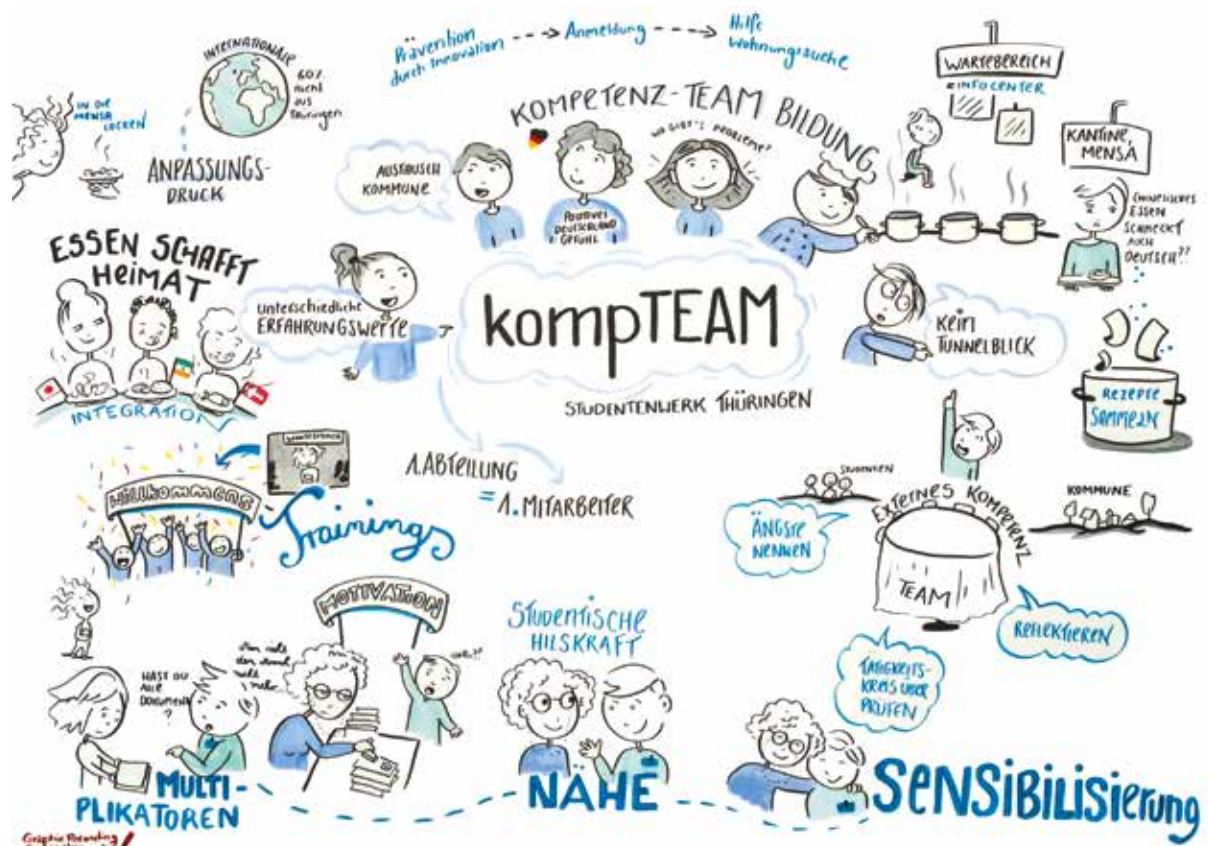 Prävention
durch Innovation
Anmeldung
Hilfe
Wohnungssuche
INTERNATIONALE
60%
nicht
aus
Thüringen
IN DIE
MENSA
LOCKEN
ANPASSUNGS-
DRUCK
KOMPETENZ-TEAM BILDUNG
WO GIBT'S PROBLEME?
AUSTAUSCH
KOMMUNE
POSITIVES
DEUTSCHLAND
GEFÜHL
WARTEBEREICH
INFOCENTER
KANTINE,
MENSA
CHINESISCHES
ESSEN
SCHMECKT
AUCH
DEUTSCH??
ESSEN SCHAFFT
HEIMAT
INTEGRATION
unterschiedliche
ERFAHRUNGSWERTE
kompTEAM
STUDENTENWERK THÜRINGEN
KEIN
TUNNELBLICK
REZEPTE
SAMMELN
1.ABTEILUNG
= 1.MITARBEITER
Willkommens
Trainings
STUDENTEN
KOMMUNE
ÄNGSTE
NENNEN
EXTERNES KOMPETENZ
TEAM
REFLEKTIEREN
TÄTIGKEITS-
KREIS ÜBER
PRÜFEN
MOTIVATION
HAST DU
ALLE
DOKUMENTE
?
STUDENTISCHE
HILSKRAFT
MULTI-
PLIKATOREN
NÄHE
SENSIBILISIERUNG
Graphic Recording